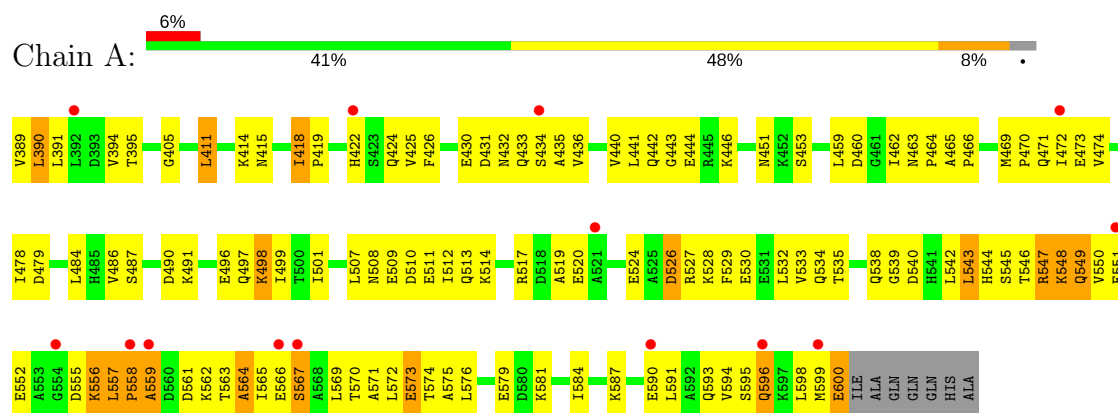 6%
Chain A:
41% 48% 8% •
V389 L390 L391 L392 D393 V394 T395 G405 L411 K414 N415 I418 P419 H422 S423 Q424 V425 F426 E430 D431 N432 Q433 S434 A435 V436 V440 L441 Q442 G443 E444 R445 K446 N451 K452 S453 L459 D460 G461 I462 N463 P464 A465 P466 M469 P470 Q471 I472 E473 V474
I478 D479 L484 H485 V486 S487 D490 K491 E496 Q497 K498 I499 T500 I501 L507 N508 E509 D510 E511 I512 Q513 K514 R517 D518 A519 E520 A521 E524 A525 D526 R527 K528 F529 E530 E531 L532 V533 Q534 T535 Q538 G539 D540 H541 L542 L543 H544 S545 T546 R547 K548 Q549 V550
E552 A553 G554 D555 K556 L557 P558 A559 D560 D561 K562 T563 A564 I565 E566 S567 A568 L569 T570 A571 L572 E573 T574 A575 L576 E579 D580 K581 I584 K587 E590 L591 A592 Q593 V594 S595 Q596 K597 L598 M599 E600 ILE ALA GLN GLN GLN HIS ALA